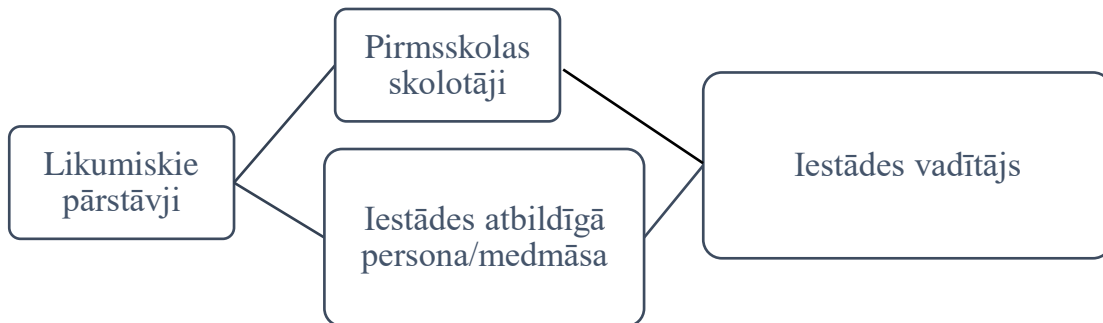 Pirmsskolas
skolotāji
Likumiskie
pārstāvji
Iestādes atbildīgā
persona/medmāsa
Iestādes vadītājs